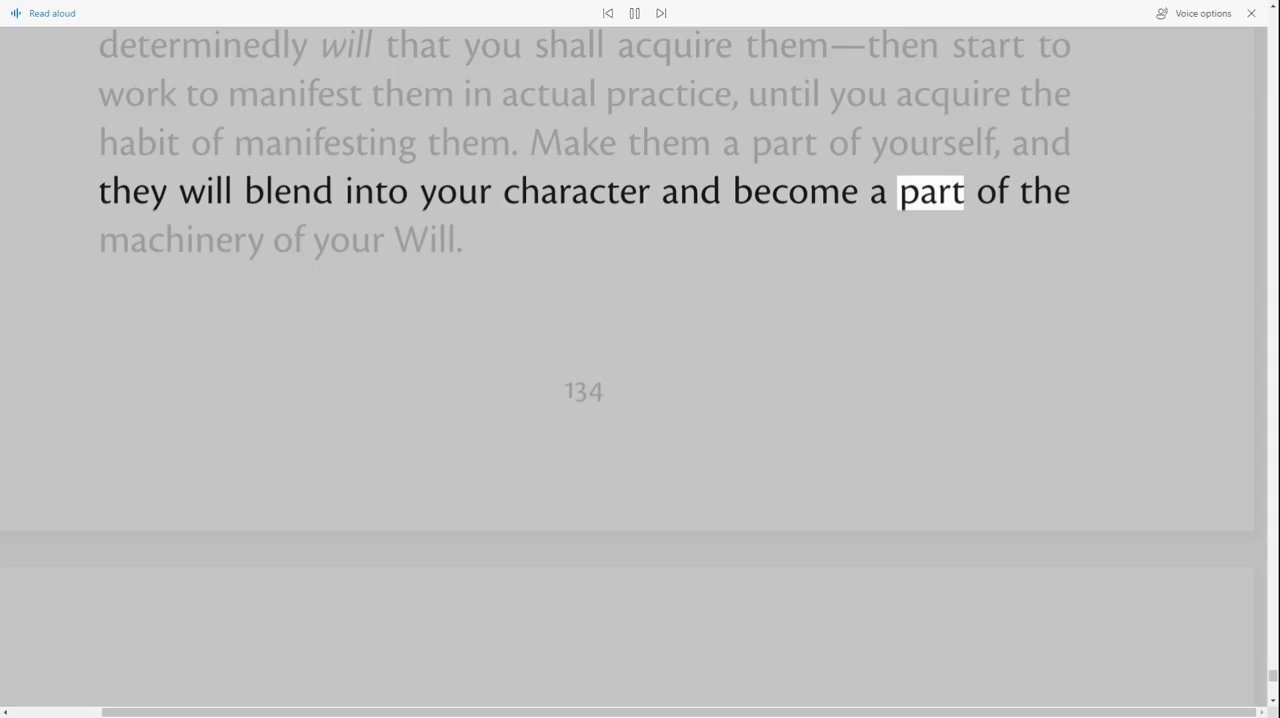 Read aloud
Voice options
determinedly will that you shall acquire them—then start to
work to manifest them in actual practice, until you acquire the
habit of manifesting them. Make them a part of yourself, and
they will blend into your character and become a part of the
machinery of your Will.
134